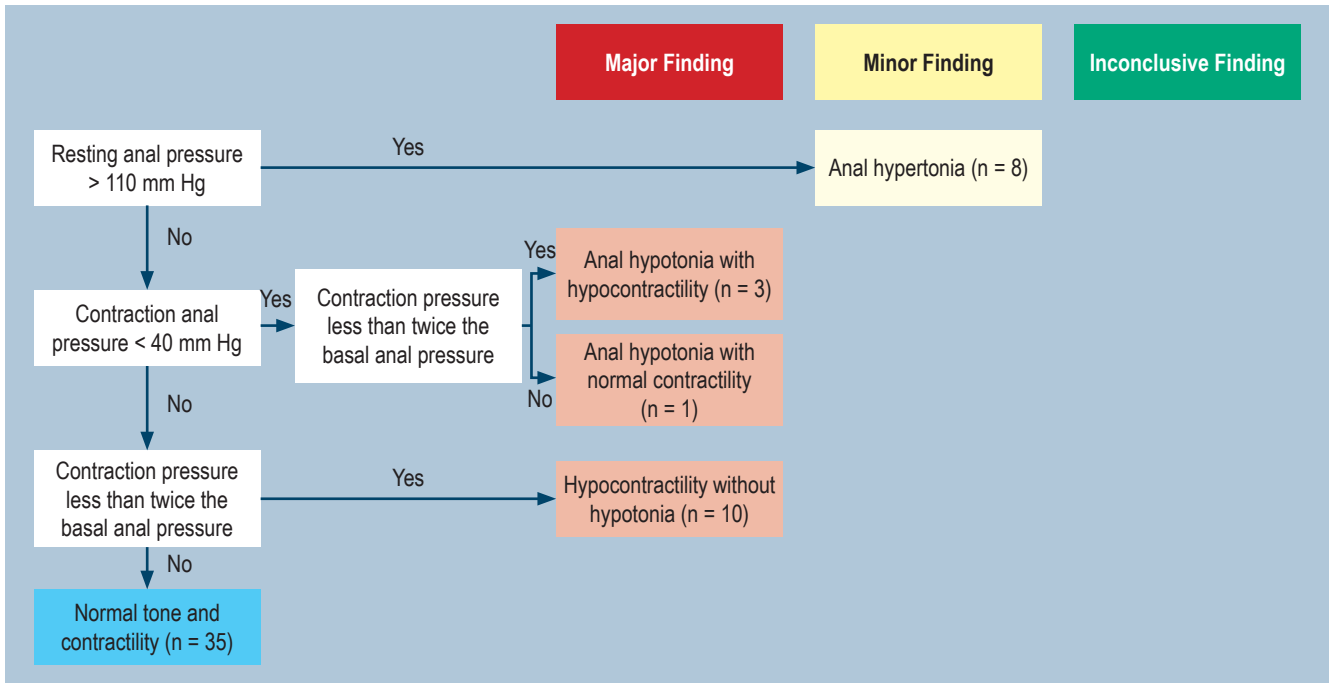 Major Finding
Minor Finding
Inconclusive Finding
Resting anal pressure
> 110 mm Hg
Yes
Anal hypertonia (n = 8)
No
Contraction anal
pressure < 40 mm Hg
Yes
Contraction pressure
less than twice the
basal anal pressure
Yes
Anal hypotonia with
hypocontractility (n = 3)
No
Anal hypotonia with
normal contractility
(n = 1)
No
Contraction pressure
less than twice the
basal anal pressure
Yes
Hypocontractility without
hypotonia (n = 10)
No
Normal tone and
contractility (n = 35)